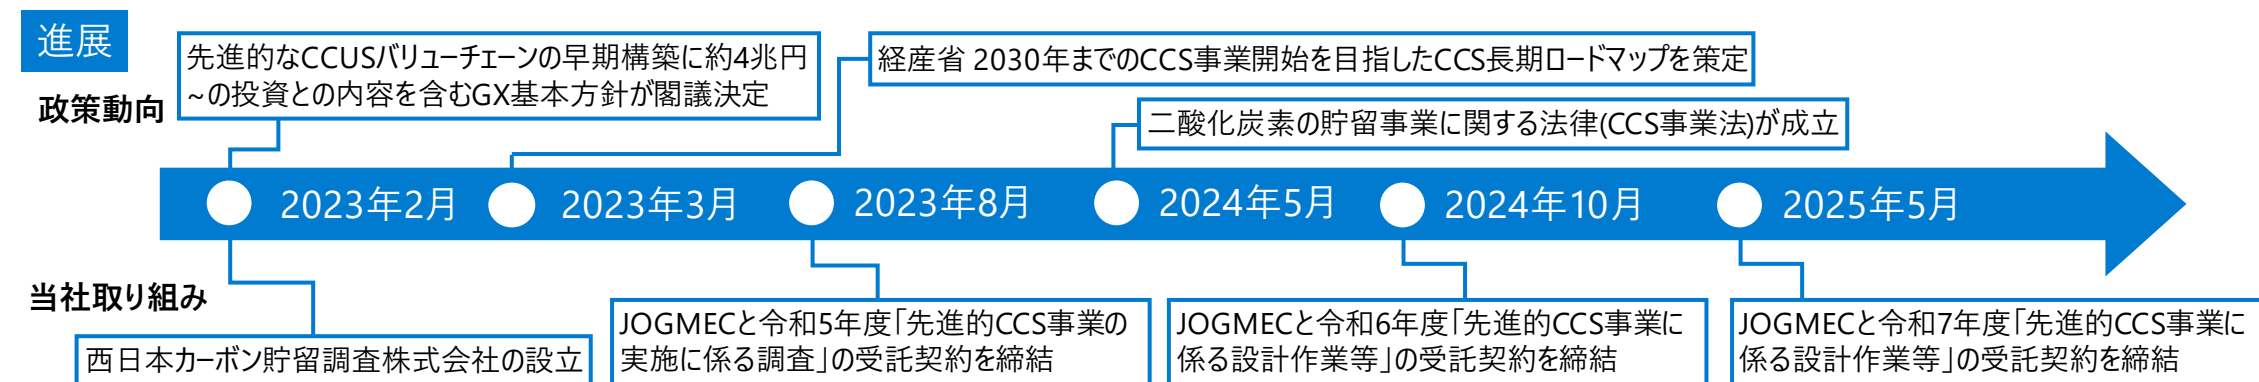 進展
政策動向
先進的なCCUSバリューチェーンの早期構築に約4兆円
~の投資との内容を含むGX基本方針が閣議決定
経産省 2030年までのCCS事業開始を目指したCCS長期ロードマップを策定
二酸化炭素の貯留事業に関する法律(CCS事業法)が成立
2023年2月
2023年3月
2023年8月
2024年5月
2024年10月
2025年5月
当社取り組み
西日本カーボン貯留調査株式会社の設立
JOGMECと令和5年度「先進的CCS事業の
実施に係る調査」の受託契約を締結
JOGMECと令和6年度「先進的CCS事業に
係る設計作業等」の受託契約を締結
JOGMECと令和7年度「先進的CCS事業に
係る設計作業等」の受託契約を締結